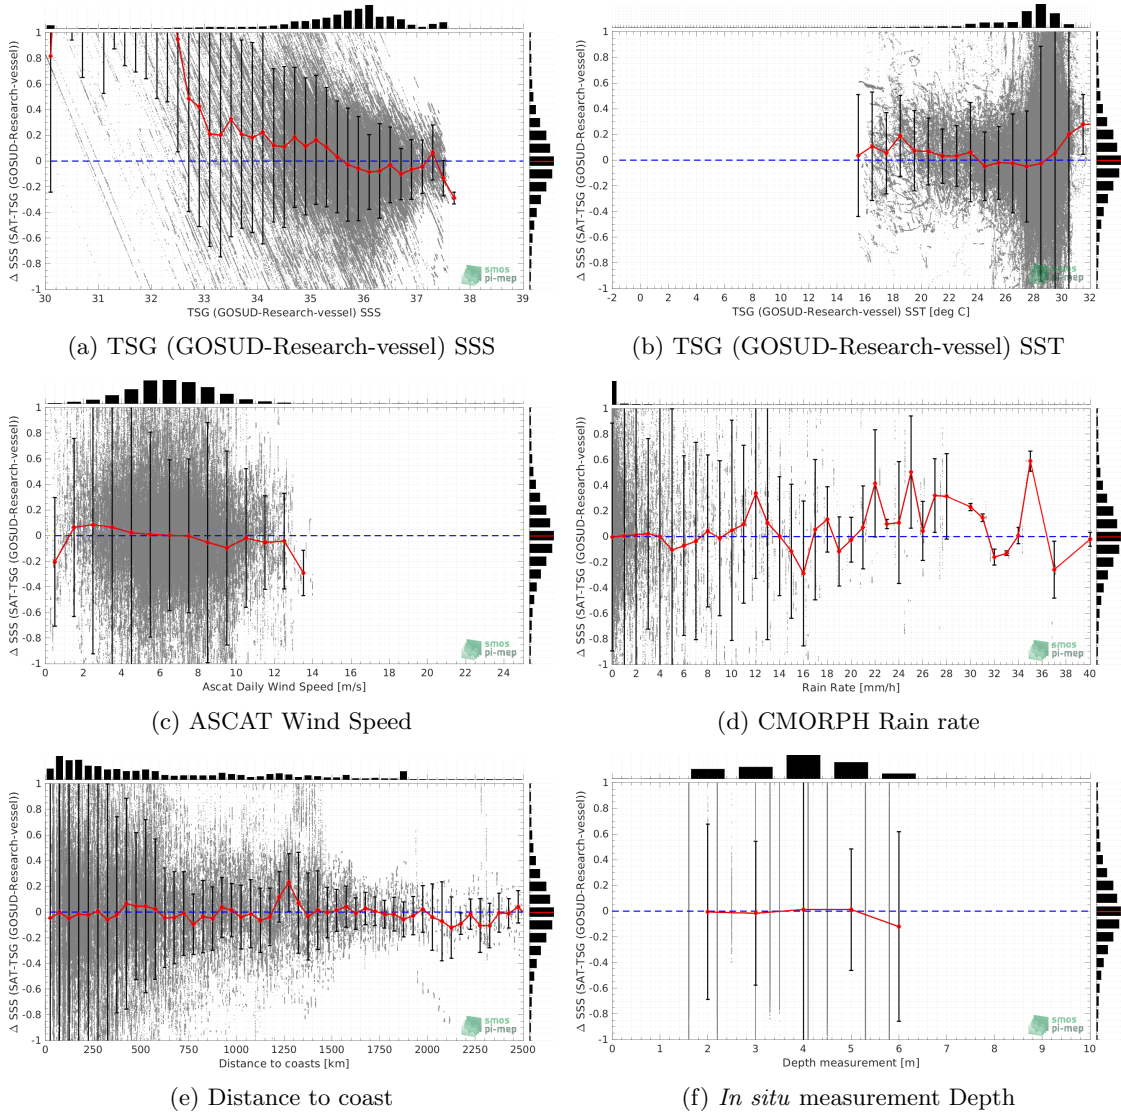 Δ SSS (SAT-TSG (GOSUD-Research-vessel))
1
0.8
0.6
0.4
0.2
0
-0.2
-0.4
-0.6
-0.8
-1
30 31 32 33 34 35 36 37 38 39
TSG (GOSUD-Research-vessel) SSS
smos
pi-mep
(a) TSG (GOSUD-Research-vessel) SSS
Δ SSS (SAT-TSG (GOSUD-Research-vessel))
1
0.8
0.6
0.4
0.2
0
-0.2
-0.4
-0.6
-0.8
-1
-2 0 2 4 6 8 10 12 14 16 18 20 22 24 26 28 30 32
TSG (GOSUD-Research-vessel) SST [deg C]
smos
pi-mep
(b) TSG (GOSUD-Research-vessel) SST
Δ SSS (SAT-TSG (GOSUD-Research-vessel))
1
0.8
0.6
0.4
0.2
0
-0.2
-0.4
-0.6
-0.8
-1
0 2 4 6 8 10 12 14 16 18 20 22 24
Ascat Daily Wind Speed [m/s]
smos
pi-mep
(c) ASCAT Wind Speed
Δ SSS (SAT-TSG (GOSUD-Research-vessel))
1
0.8
0.6
0.4
0.2
0
-0.2
-0.4
-0.6
-0.8
-1
0 2 4 6 8 10 12 14 16 18 20 22 24 26 28 30 32 34 36 38 40
Rain Rate [mm/h]
smos
pi-mep
(d) CMORPH Rain rate
Δ SSS (SAT-TSG (GOSUD-Research-vessel))
1
0.8
0.6
0.4
0.2
0
-0.2
-0.4
-0.6
-0.8
-1
0 250 500 750 1000 1250 1500 1750 2000 2250 2500
Distance to coasts [km]
smos
pi-mep
(e) Distance to coast
Δ SSS (SAT-TSG (GOSUD-Research-vessel))
1
0.8
0.6
0.4
0.2
0
-0.2
-0.4
-0.6
-0.8
-1
0 1 2 3 4 5 6 7 8 9 10
Depth measurement [m]
smos
pi-mep
(f) In situ measurement Depth